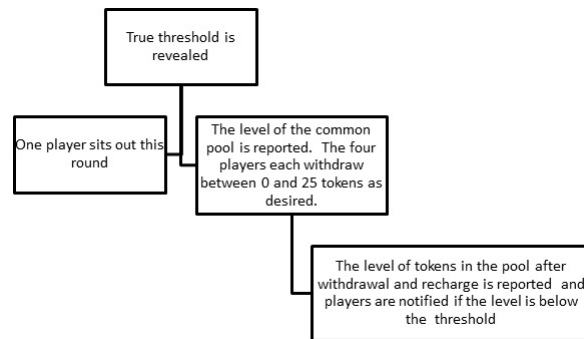 True threshold is
revealed
One player sits out this
round
The level of the common
pool is reported. The four
players each withdraw
between 0 and 25 tokens as
desired.
The level of tokens in the pool after
withdrawal and recharge is reported and
players are notified if the level is below
the threshold